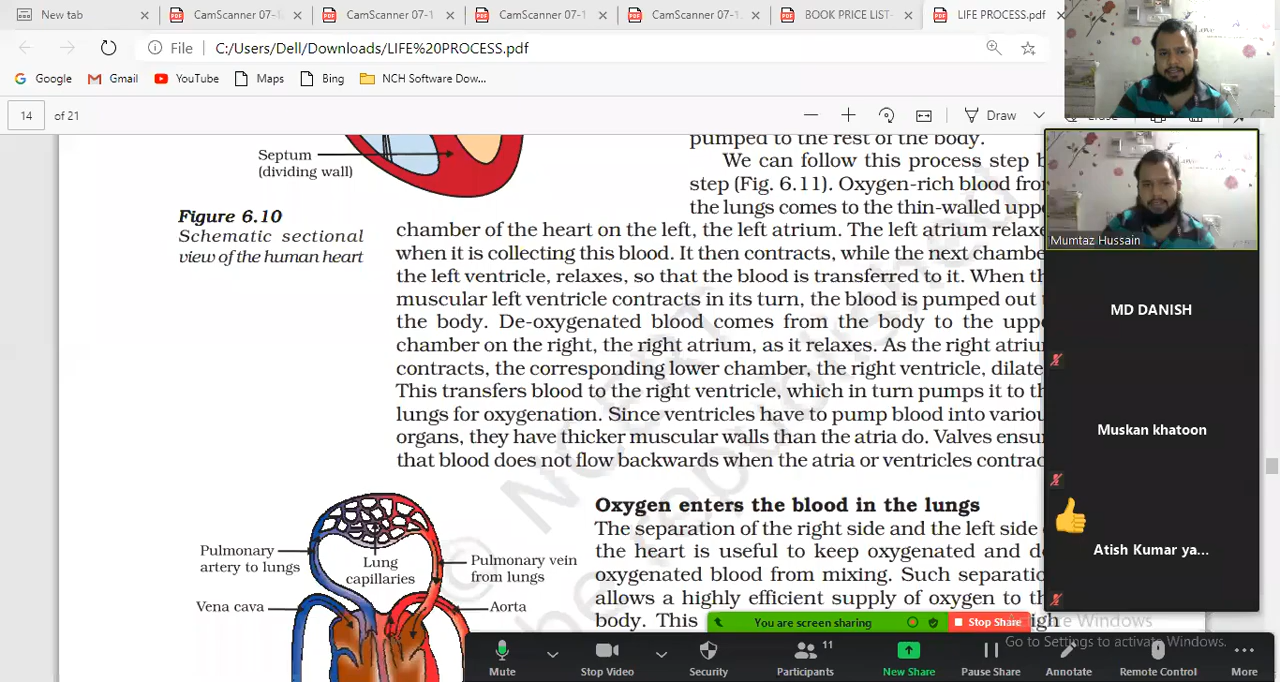 New tab
CamScanner 07-1
CamScanner 07-1
CamScanner 07-1
CamScanner 07-1
BOOK PRICE LIST-
LIFE PROCESS.pdf
File
C:/Users/Dell/Downloads/LIFE%20PROCESS.pdf
Google
Gmail
YouTube
Maps
Bing
NCH Software Dow...
14
of 21
Draw
pumped to the rest of the body.
Septum
(dividing wall)
We can follow this process step b
step (Fig. 6.11). Oxygen-rich blood from
the lungs comes to the thin-walled uppe
Figure 6.10
Schematic sectional
view of the human heart
chamber of the heart on the left, the left atrium. The left atrium relaxe
when it is collecting this blood. It then contracts, while the next chambe
the left ventricle, relaxes, so that the blood is transferred to it. When th
muscular left ventricle contracts in its turn, the blood is pumped out
the body. De-oxygenated blood comes from the body to the uppe
chamber on the right, the right atrium, as it relaxes. As the right atriu
contracts, the corresponding lower chamber, the right ventricle, dilate
This transfers blood to the right ventricle, which in turn pumps it to th
lungs for oxygenation. Since ventricles have to pump blood into variou
organs, they have thicker muscular walls than the atria do. Valves ensur
that blood does not flow backwards when the atria or ventricles contrac
© NCERT
be republished
Pulmonary
artery to lungs
Lung
capillaries
Pulmonary vein
from lungs
Vena cava
Aorta
Oxygen enters the blood in the lungs
The separation of the right side and the left side
the heart is useful to keep oxygenated and d
oxygenated blood from mixing. Such separatio
allows a highly efficient supply of oxygen to th
body. This
Mumtaz Hussain
MD DANISH
Muskan khatoon
Atish Kumar ya...
You are screen sharing
Stop Share
Go to Settings to activate Windows.
Mute
Stop Video
Security
Participants
11
New Share
Pause Share
Annotate
Remote Control
More